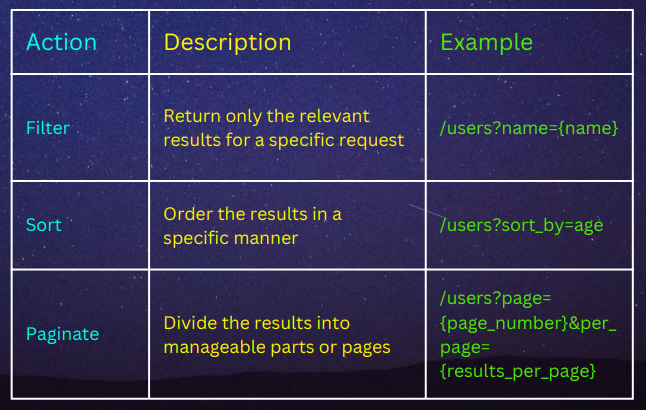 Action Description Example
Filter
Return only the relevant
results for a specific request
/users?name={name}
Sort
Order the results in a
specific manner
/users?sort_by=age
Paginate
Divide the results into
manageable parts or pages
/users?page=
{page_number}&per_
page=
{results_per_page}